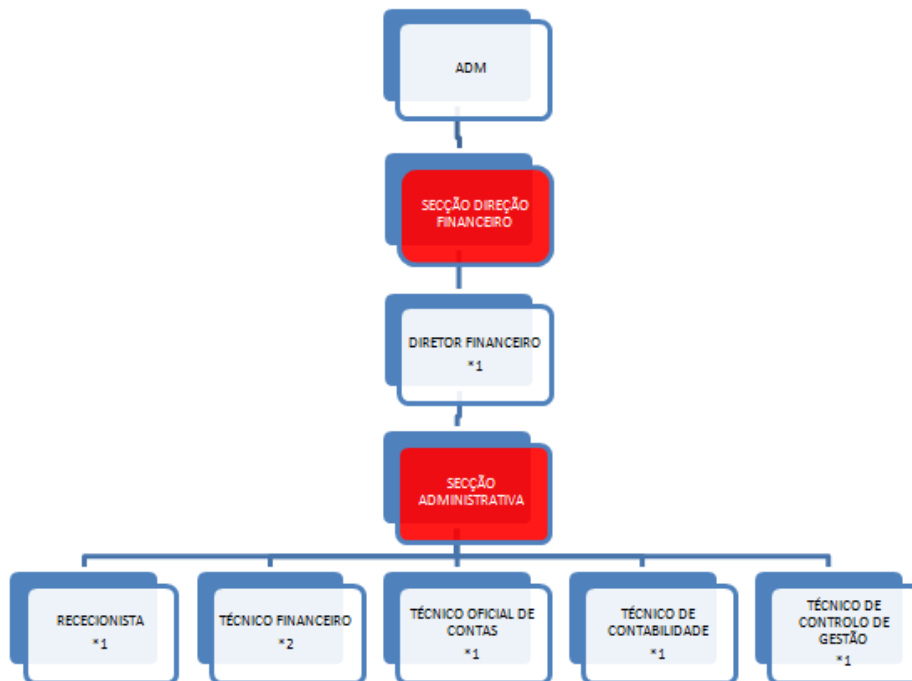 ADM
SECÇÃO DIREÇÃO
FINANCEIRO
DIRETOR FINANCEIRO
*1
SECÇÃO
ADMINISTRATIVA
RECECIONISTA
*1
TÉCNICO FINANCEIRO
*2
TÉCNICO OFICIAL DE
CONTAS
*1
TÉCNICO DE
CONTABILIDADE
*1
TÉCNICO DE
CONTROLO DE
GESTÃO
*1